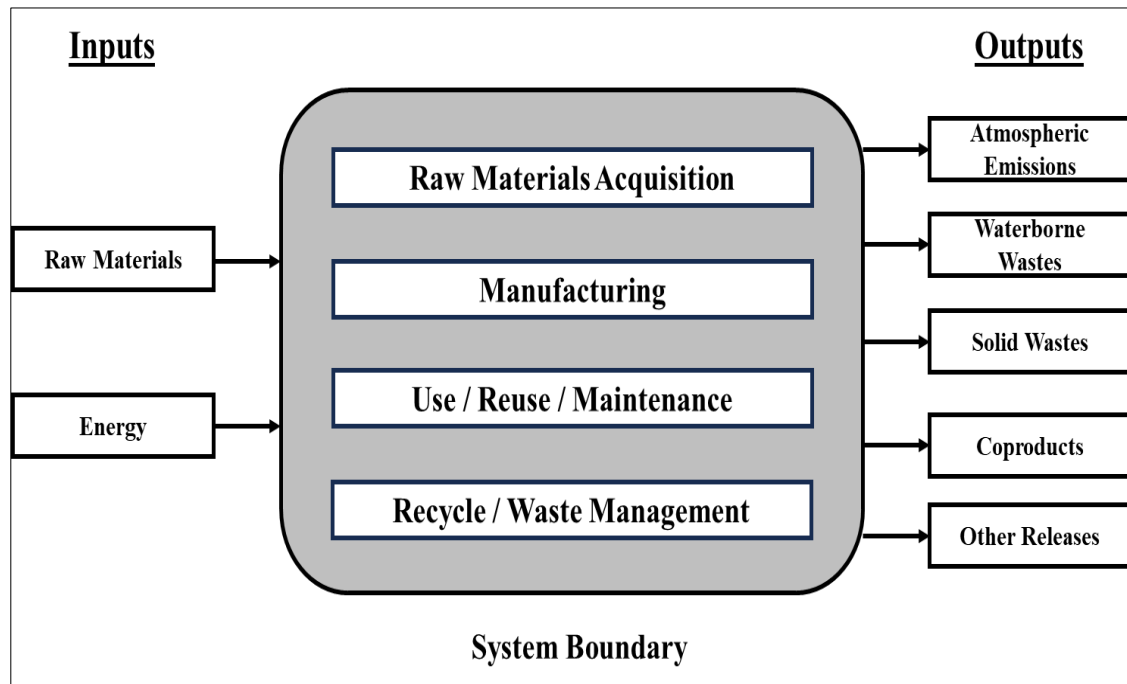 Inputs
Outputs
Raw Materials
Energy
Raw Materials Acquisition
Manufacturing
Use / Reuse / Maintenance
Recycle / Waste Management
Atmospheric
Emissions
Waterborne
Wastes
Solid Wastes
Coproducts
Other Releases
System Boundary